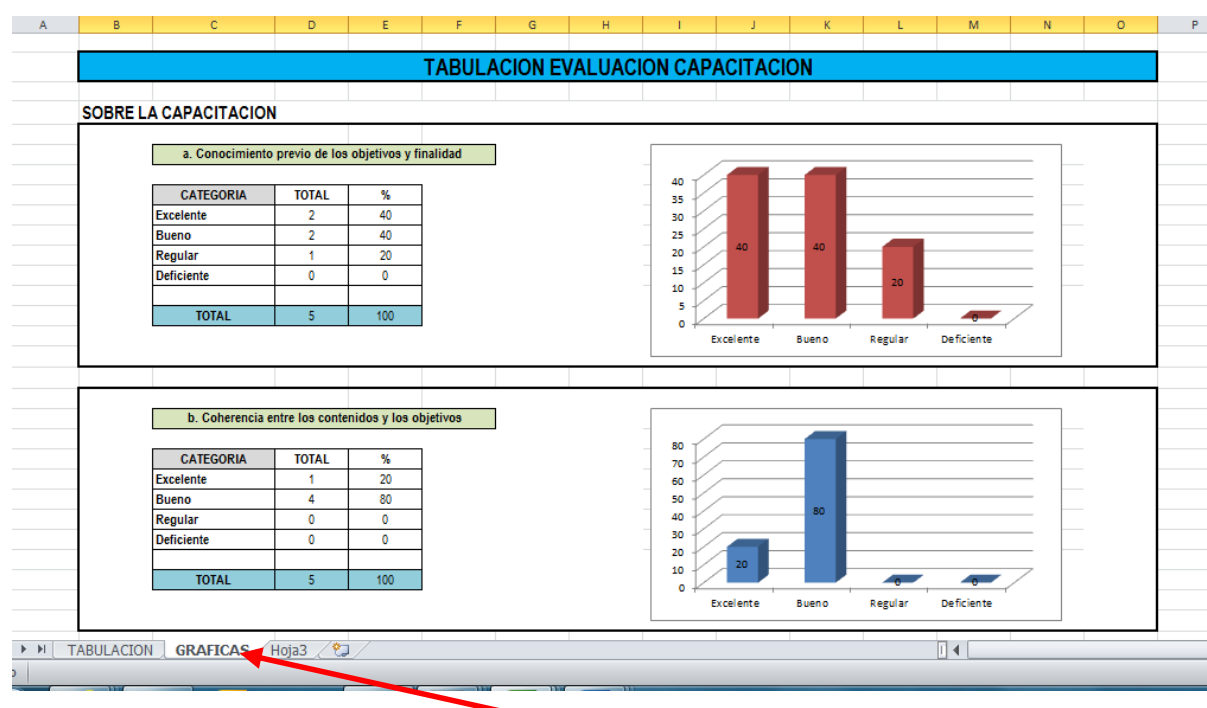 A B C D E F G H I J K L M N O P
TABULACION EVALUACION CAPACITACION
SOBRE LA CAPACITACION
a. Conocimiento previo de los objetivos y finalidad
CATEGORIA TOTAL %
Excelente 2 40
Bueno 2 40
Regular 1 20
Deficiente 0 0
TOTAL 5 100
40
35
30
25
20
15
10
5
0
40 40 20 0
Excelente Bueno Regular Deficiente
b. Coherencia entre los contenidos y los objetivos
CATEGORIA TOTAL %
Excelente 1 20
Bueno 4 80
Regular 0 0
Deficiente 0 0
TOTAL 5 100
80
70
60
50
40
30
20
10
0
20 80 0 0
Excelente Bueno Regular Deficiente
TABULACION GRAFICAS Hoja3